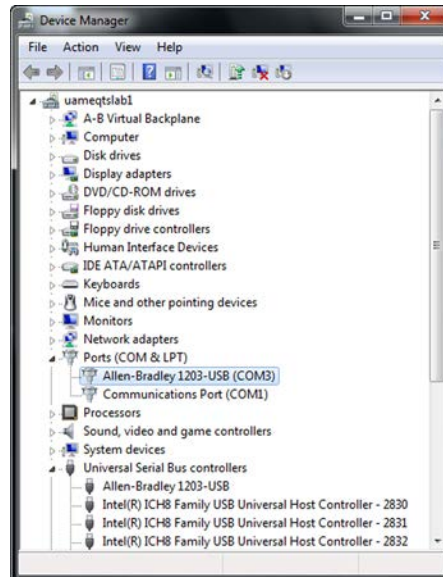 Device Manager
File Action View Help
uameqtslab1
A-B Virtual Backplane
Computer
Disk drives
Display adapters
DVD/CD-ROM drives
Floppy disk drives
Floppy drive controllers
Human Interface Devices
IDE ATA/ATAPI controllers
Keyboards
Mice and other pointing devices
Monitors
Network adapters
Ports (COM & LPT)
Allen-Bradley 1203-USB (COM3)
Communications Port (COM1)
Processors
Sound, video and game controllers
System devices
Universal Serial Bus controllers
Allen-Bradley 1203-USB
Intel(R) ICH8 Family USB Universal Host Controller - 2830
Intel(R) ICH8 Family USB Universal Host Controller - 2831
Intel(R) ICH8 Family USB Universal Host Controller - 2832